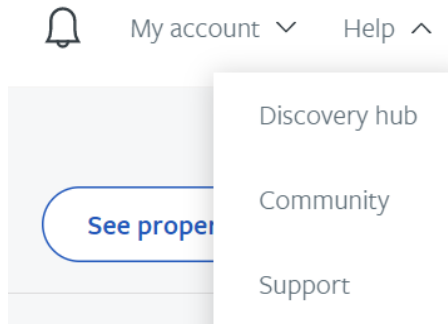 My account Help
Discovery hub
Community
See proper
Support